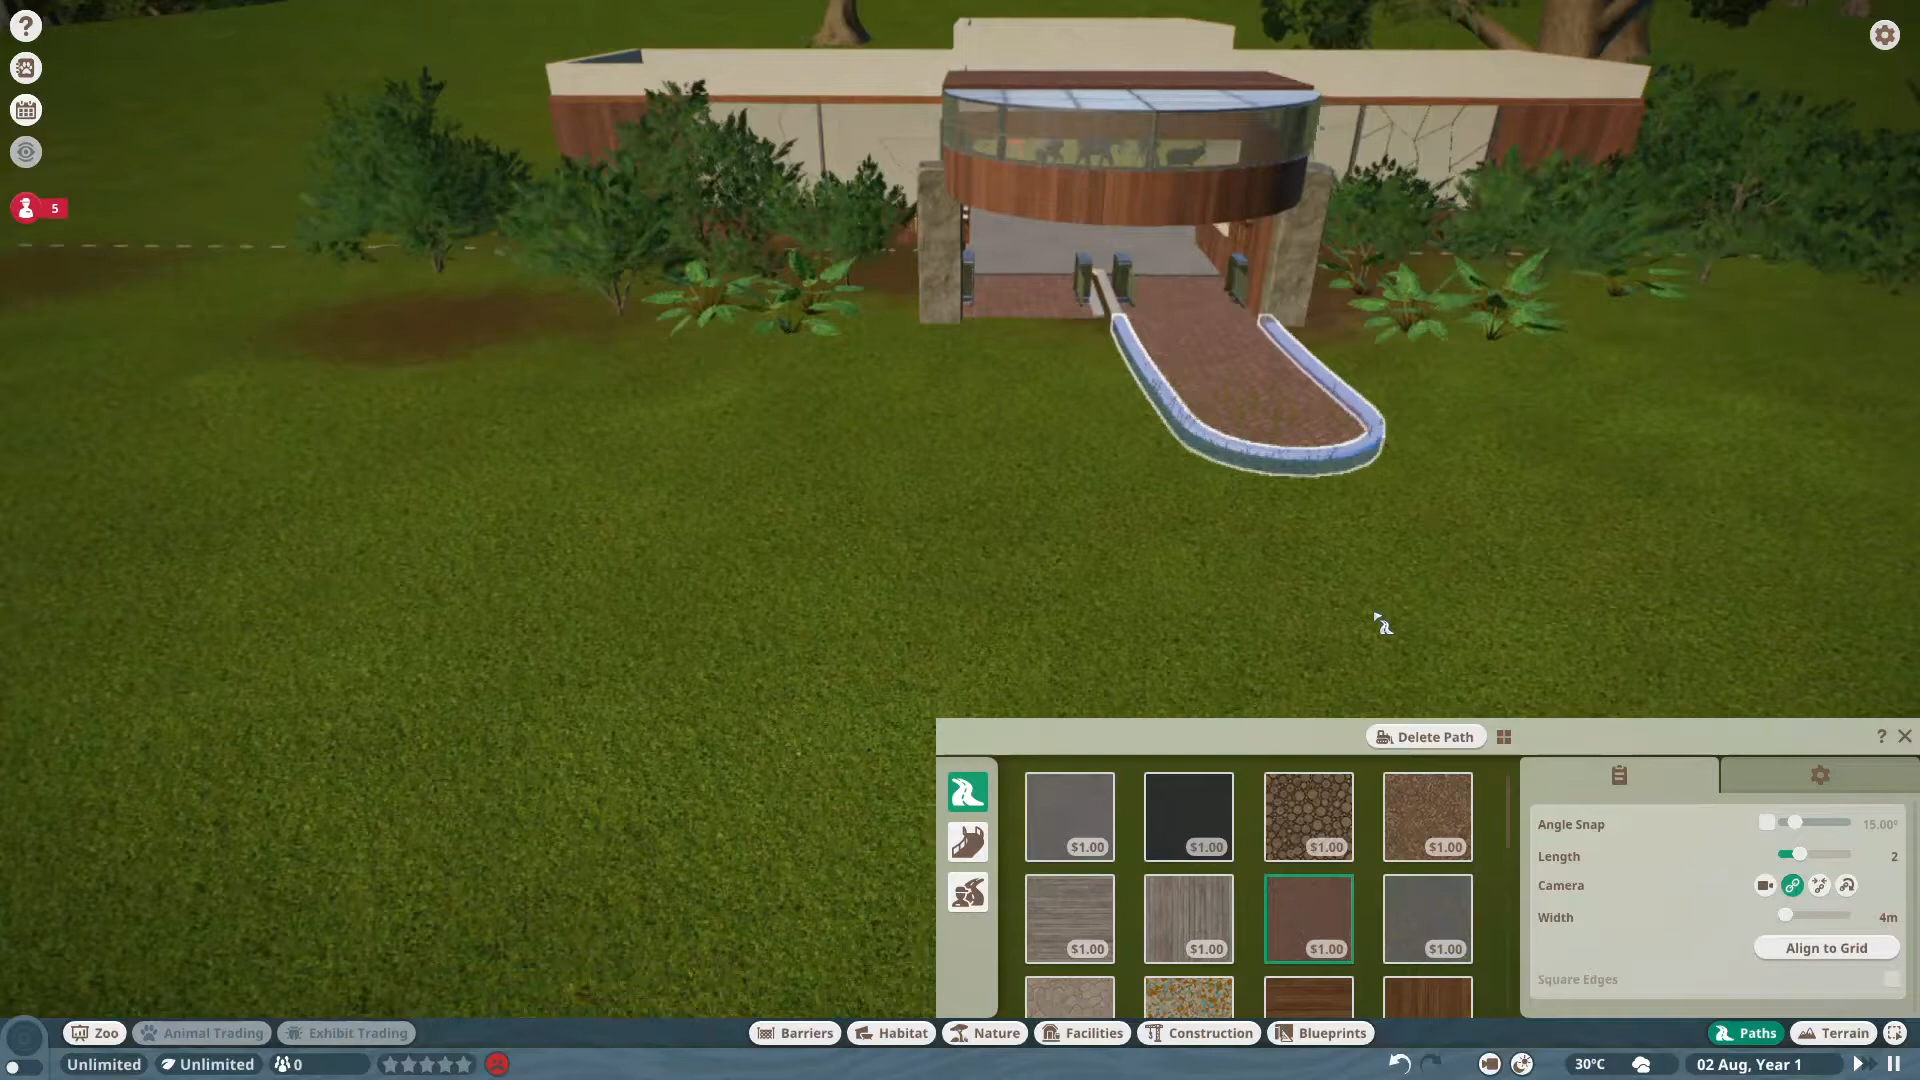 ?
5
Delete Path
?
$1.00
$1.00
$1.00
$1.00
$1.00
$1.00
$1.00
$1.00
Angle Snap
15.00°
Length
2
Camera
Width
4m
Align to Grid
Square Edges
Zoo
Animal Trading
Exhibit Trading
Barriers
Habitat
Nature
Facilities
Construction
Blueprints
Paths
Terrain
Unlimited
Unlimited
0
30°C
02 Aug, Year 1